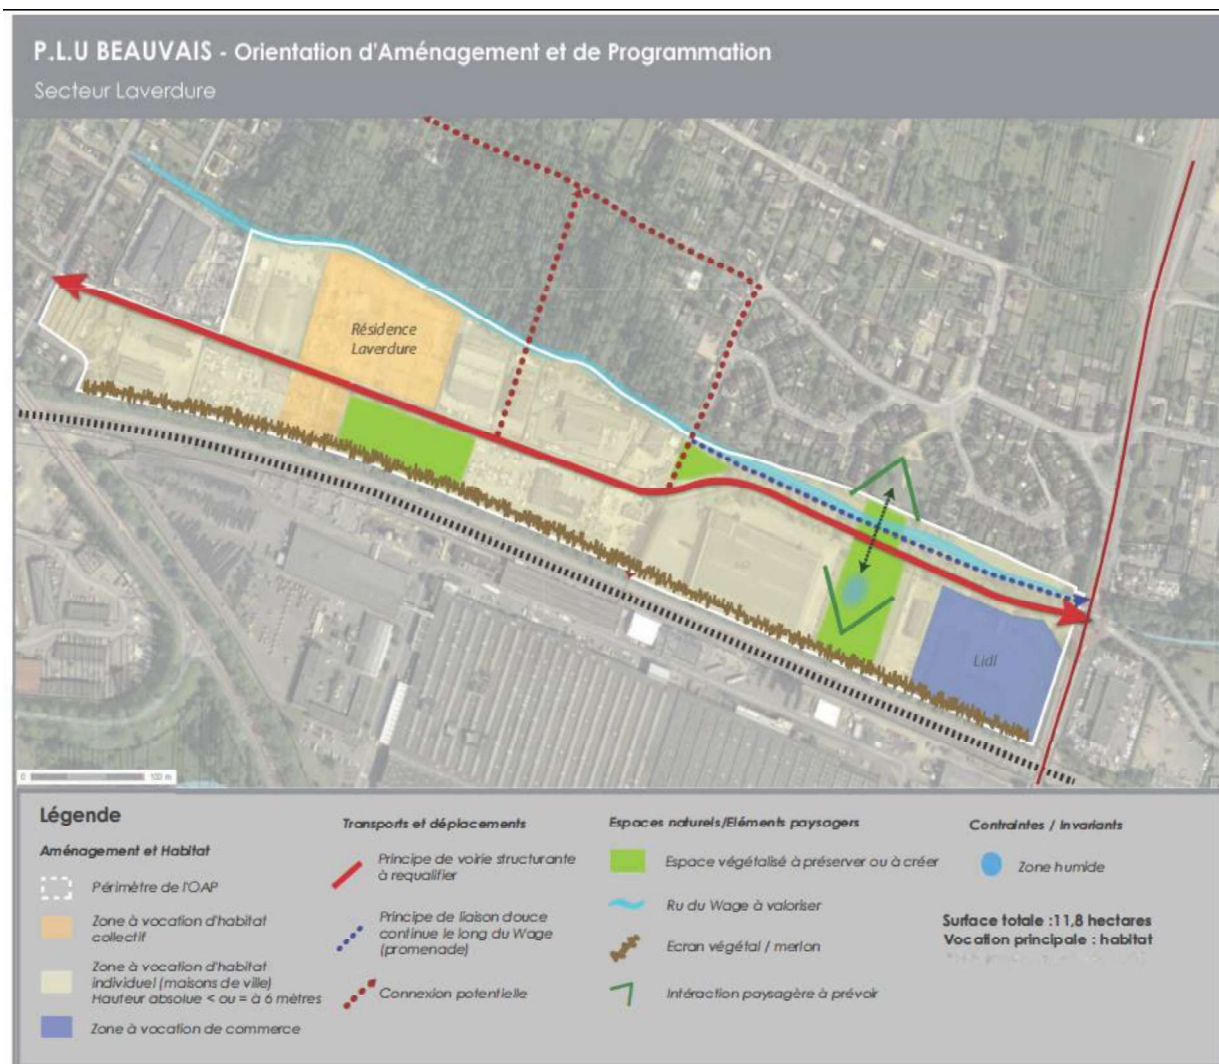 P.L.U BEAUVAIS - Orientation d'Aménagement et de Programmation
Secteur Laverdure
Résidence
Laverdure
Lidl
0
100 m
Légende
Aménagement et Habitat
Périmètre de l'OAP
Zone à vocation d'habitat
collectif
Zone à vocation d'habitat
individuel (maisons de ville)
Hauteur absolue < ou = à 6 mètres
Zone à vocation de commerce
Transports et déplacements
Principe de voirie structurante
à requalifier
Principe de liaison douce
continue le long du Wage
(promenade)
Connexion potentielle
Espaces naturels/Eléments paysagers
Espace végétalisé à préserver ou à créer
Ru du Wage à valoriser
Ecran végétal / merlon
Intéraction paysagère à prévoir
Contraintes / Invariants
Zone humide
Surface totale :11,8 hectares
Vocation principale : habitat